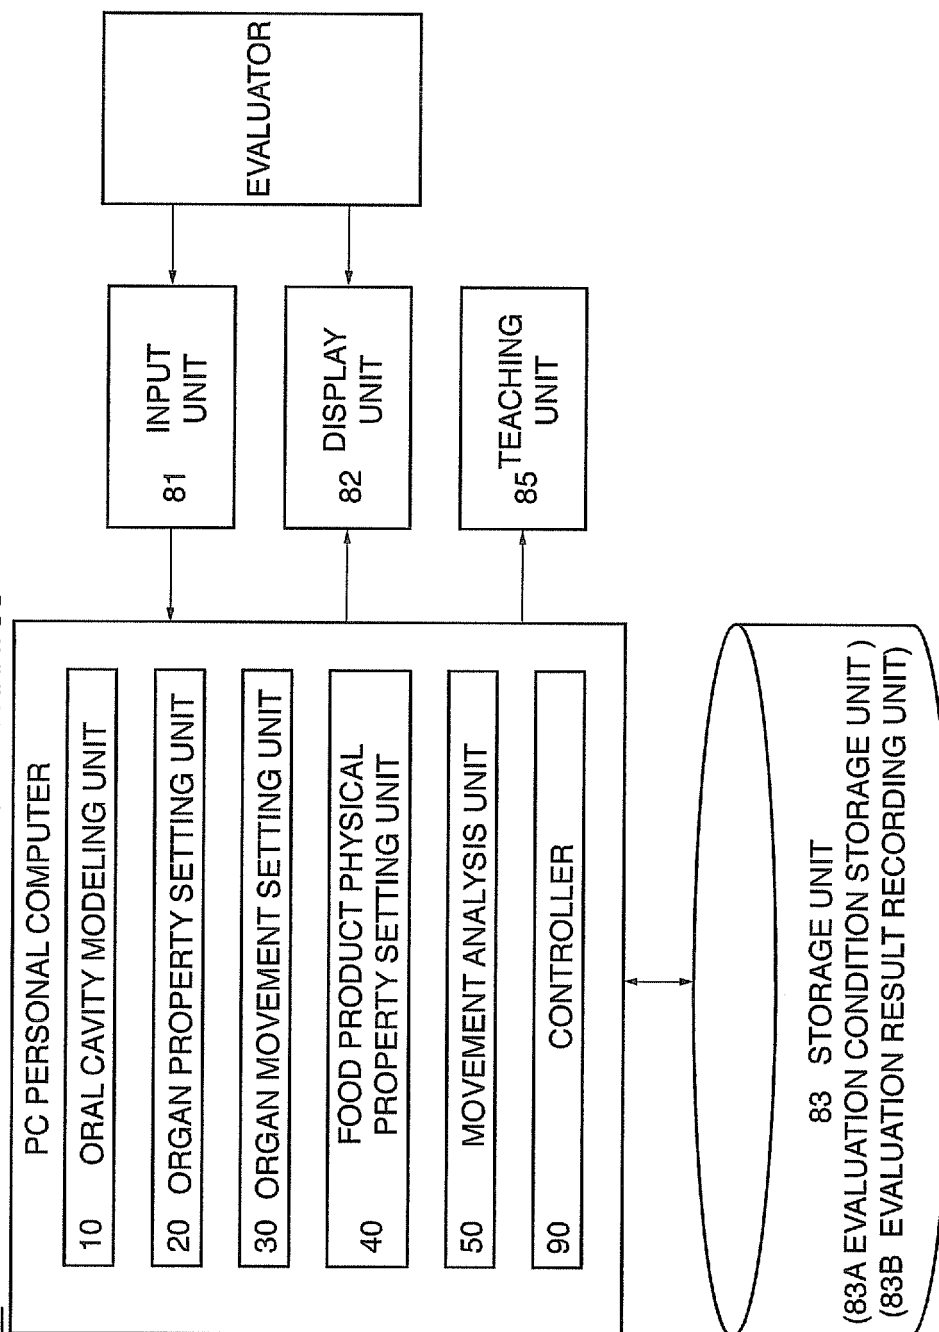 PC PERSONAL COMPUTER
10 ORAL CAVITY MODELING UNIT
20 ORGAN PROPERTY SETTING UNIT
30 ORGAN MOVEMENT SETTING UNIT
40 FOOD PRODUCT PHYSICAL
PROPERTY SETTING UNIT
50 MOVEMENT ANALYSIS UNIT
90 CONTROLLER
81 INPUT
UNIT
82 DISPLAY
UNIT
85 TEACHING
UNIT
EVALUATOR
83 STORAGE UNIT
(83A EVALUATION CONDITION STORAGE UNIT )
(83B EVALUATION RESULT RECORDING UNIT)